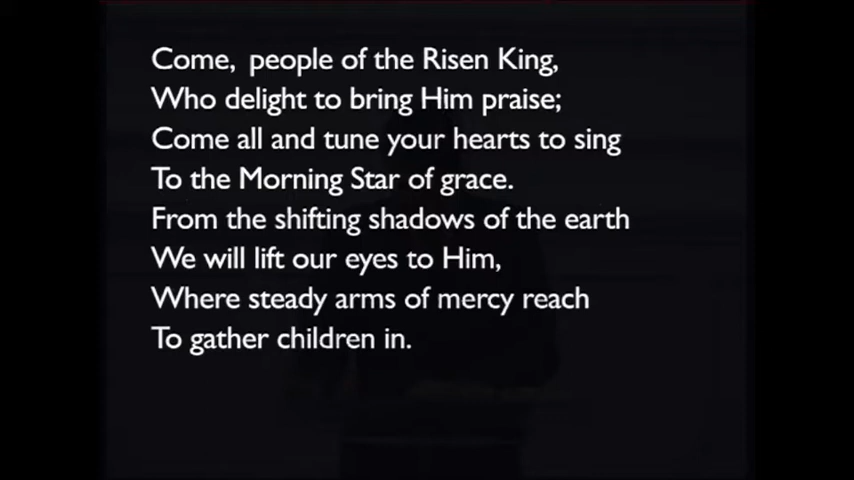 Come, people of the Risen King,
Who delight to bring Him praise;
Come all and tune your hearts to sing
To the Morning Star of grace.
From the shifting shadows of the earth
We will lift our eyes to Him,
Where steady arms of mercy reach
To gather children in.